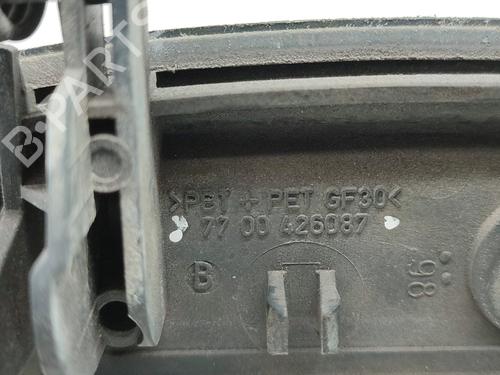 B-PARTS
>PBT + PET GF30<
77 00 426087
B
98